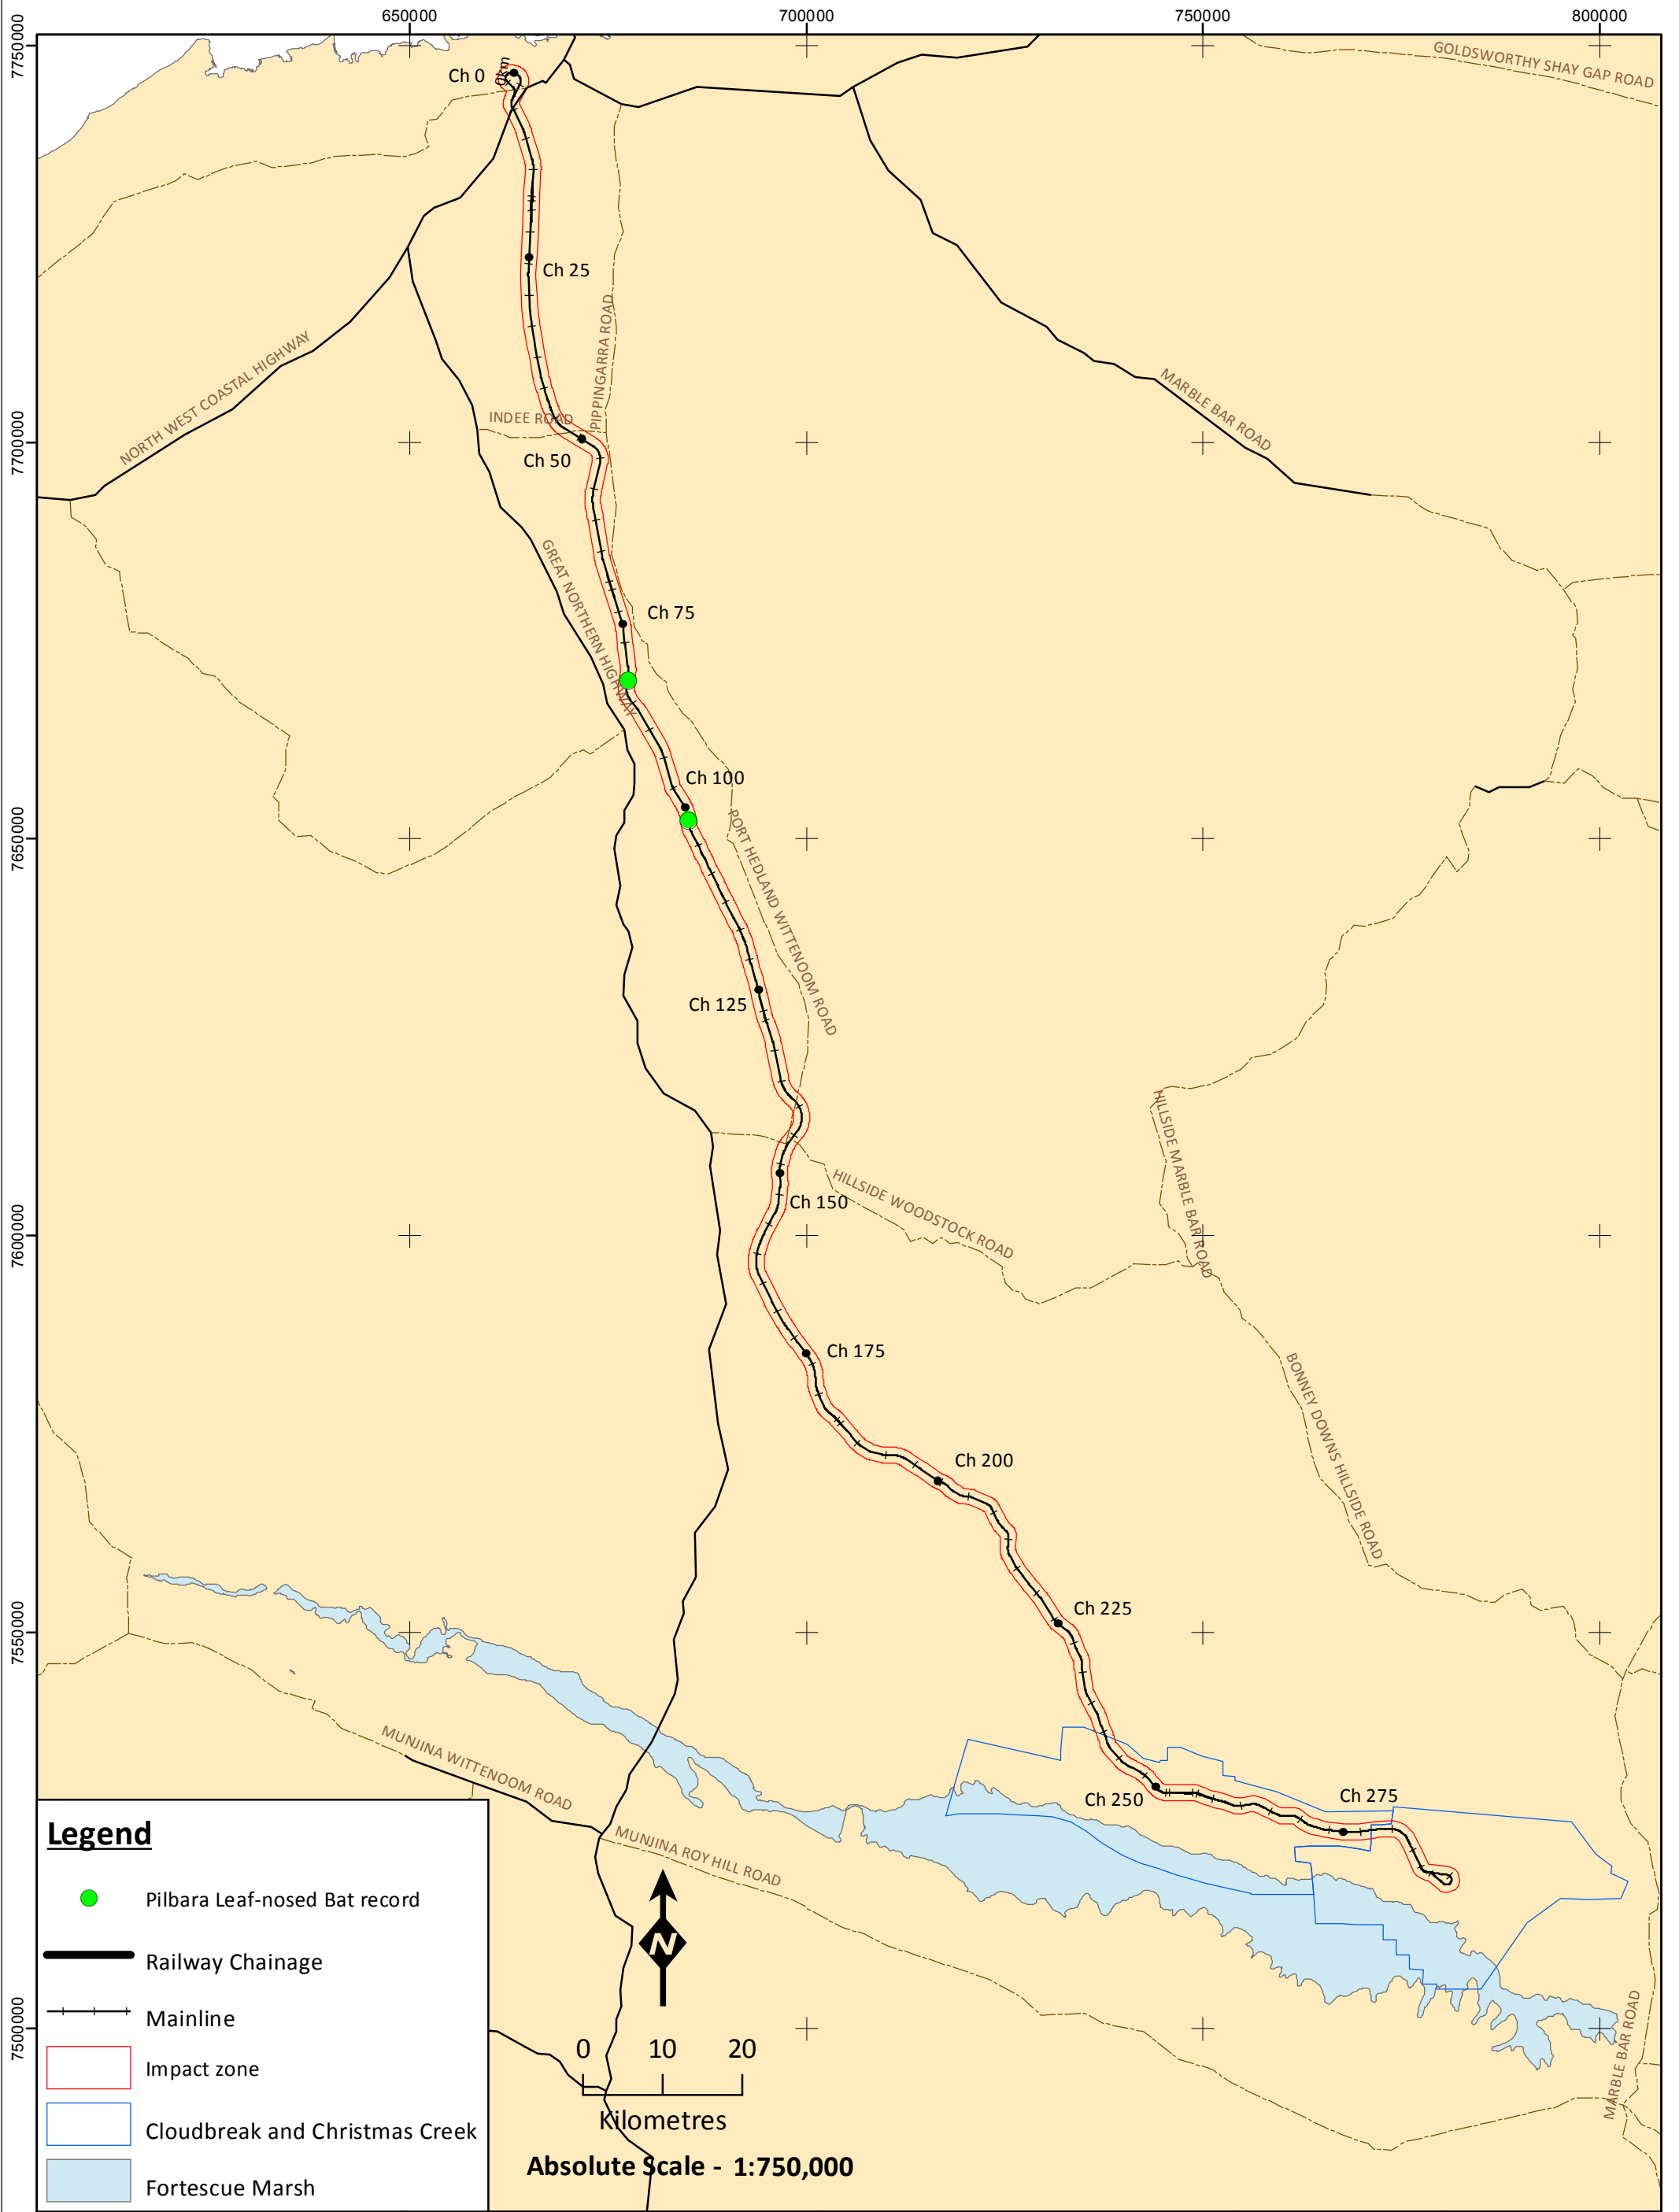 650000
700000
750000
800000
7750000
7700000
7650000
7600000
7550000
7500000
GOLDSWORTHY SHAY GAP ROAD
0km
Ch 0
Ch 25
PIPPINGARRA ROAD
NORTH WEST COASTAL HIGHWAY
MARBLE BAR ROAD
INDEE ROAD
Ch 50
GREAT NORTHERN HIGHWAY
Ch 75
Ch 100
PORT HEDLAND WITTENOOM ROAD
Ch 125
HILLSIDE MARBLE BAR ROAD
Ch 150
HILLSIDE WOODSTOCK ROAD
Ch 175
BONNEY DOWNS HILLSIDE ROAD
Ch 200
Ch 225
MUNJINA WITTENOOM ROAD
Ch 250
Ch 275
MUNJINA ROY HILL ROAD
MARBLE BAR ROAD
Legend
Pilbara Leaf-nosed Bat record
Railway Chainage
Mainline
Impact zone
Cloudbreak and Christmas Creek
Fortescue Marsh
N
0 10 20
Kilometres
Absolute Scale - 1:750,000